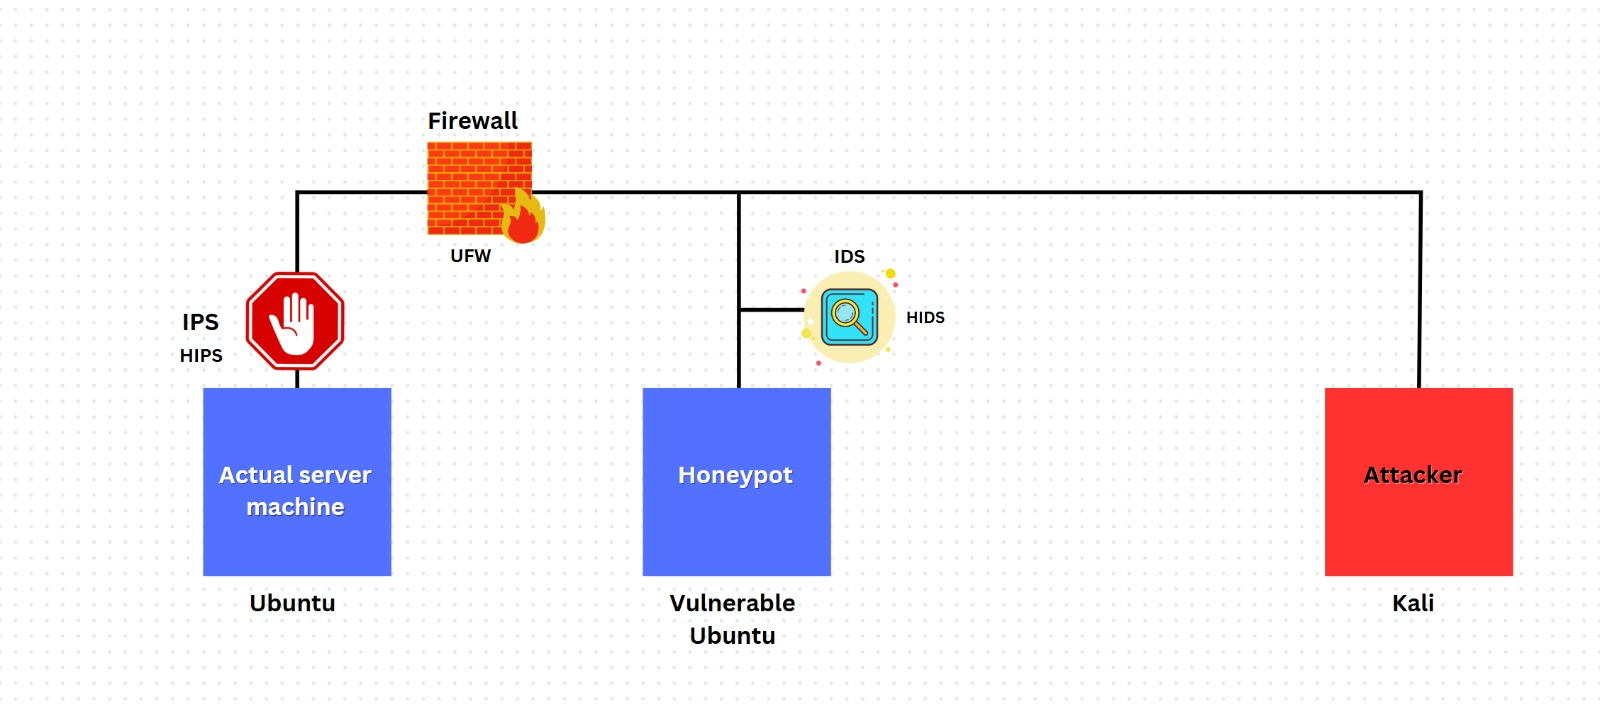 Firewall
UFW
IDS
HIDS
IPS
HIPS
Actual server
machine
Honeypot
Attacker
Ubuntu
Vulnerable
Ubuntu
Kali